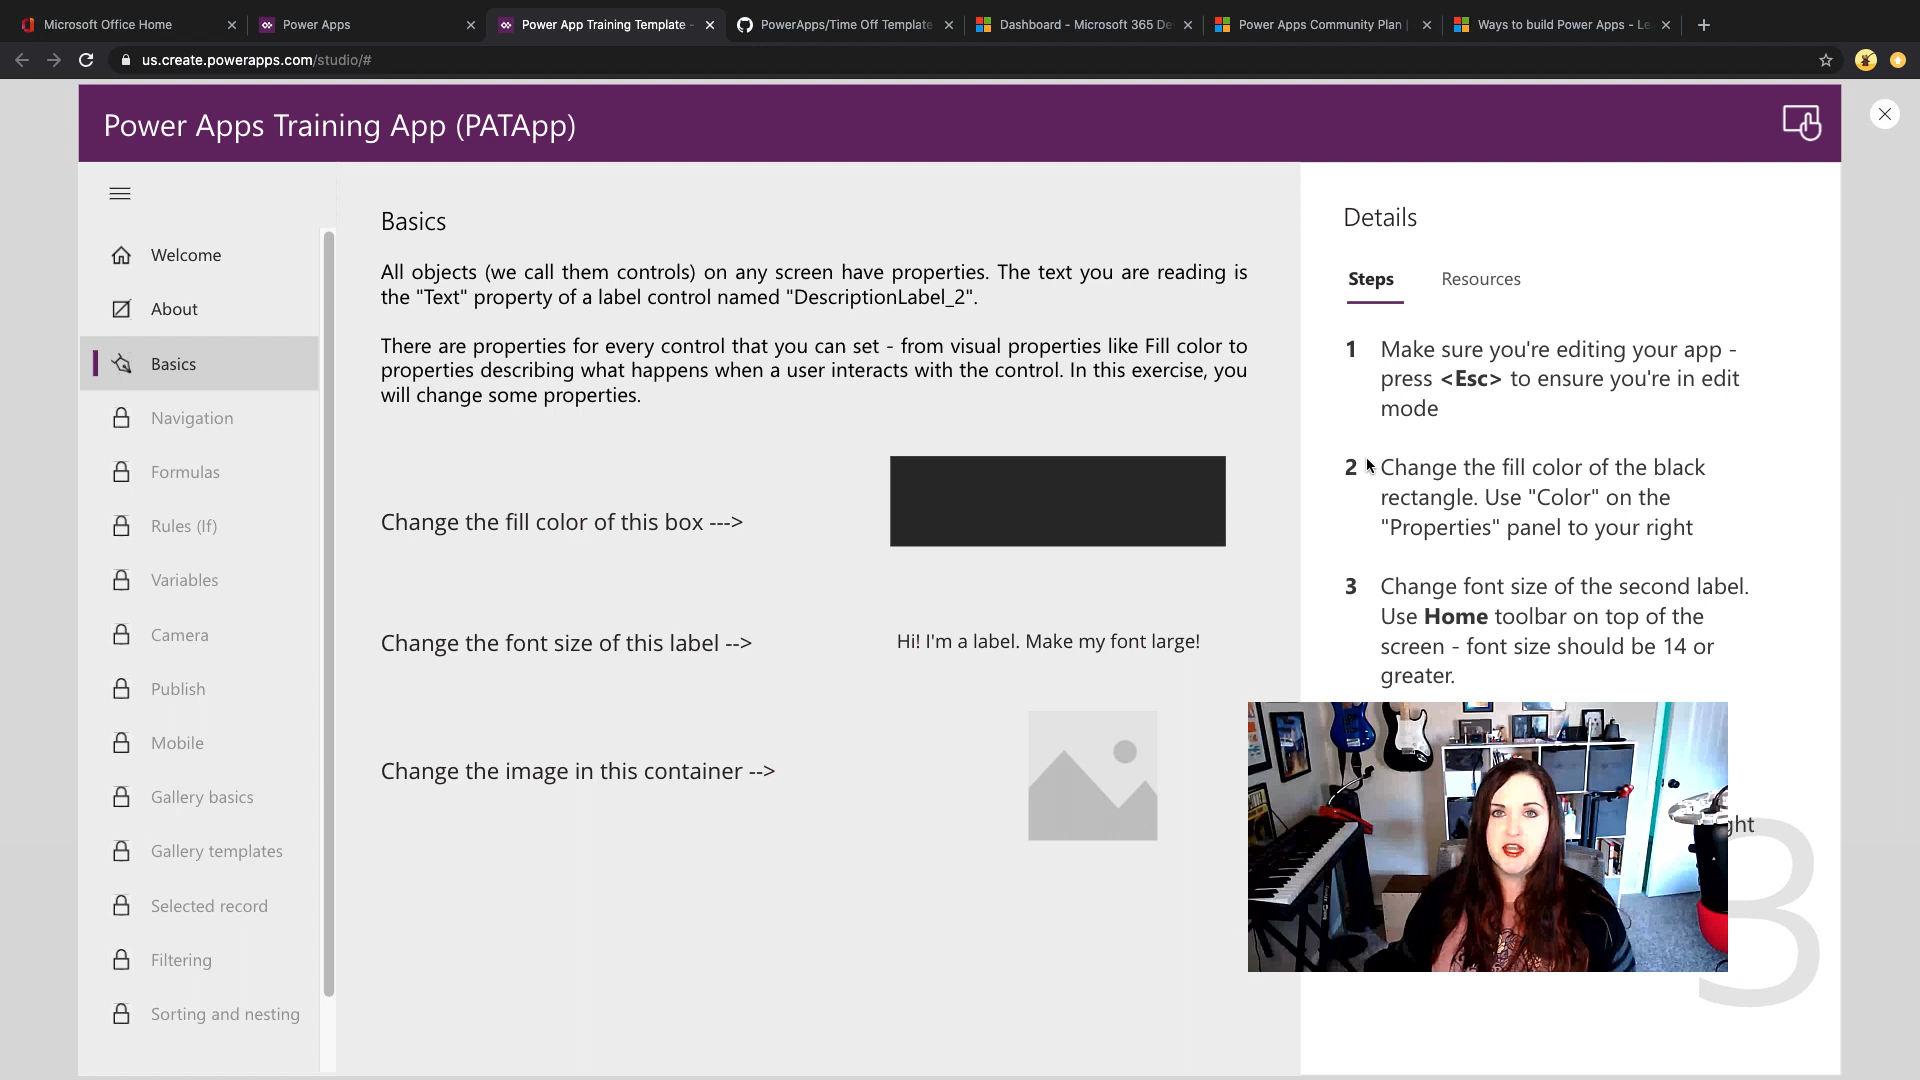 Microsoft Office Home
Power Apps
Power App Training Template -
PowerApps/Time Off Template
Dashboard - Microsoft 365 De
Power Apps Community Plan |
Ways to build Power Apps - Le
us.create.powerapps.com/studio/#
Power Apps Training App (PATApp)
Welcome
About
Basics
Navigation
Formulas
Rules (If)
Variables
Camera
Publish
Mobile
Gallery basics
Gallery templates
Selected record
Filtering
Sorting and nesting
Basics
All objects (we call them controls) on any screen have properties. The text you are reading is
the "Text" property of a label control named "DescriptionLabel_2".
There are properties for every control that you can set - from visual properties like Fill color to
properties describing what happens when a user interacts with the control. In this exercise, you
will change some properties.
Change the fill color of this box --->
Change the font size of this label -->
Hi! I'm a label. Make my font large!
Change the image in this container -->
Details
Steps
Resources
1 Make sure you're editing your app -
press <Esc> to ensure you're in edit
mode
2 Change the fill color of the black
rectangle. Use "Color" on the
"Properties" panel to your right
3 Change font size of the second label.
Use Home toolbar on top of the
screen - font size should be 14 or
greater.
ght
3